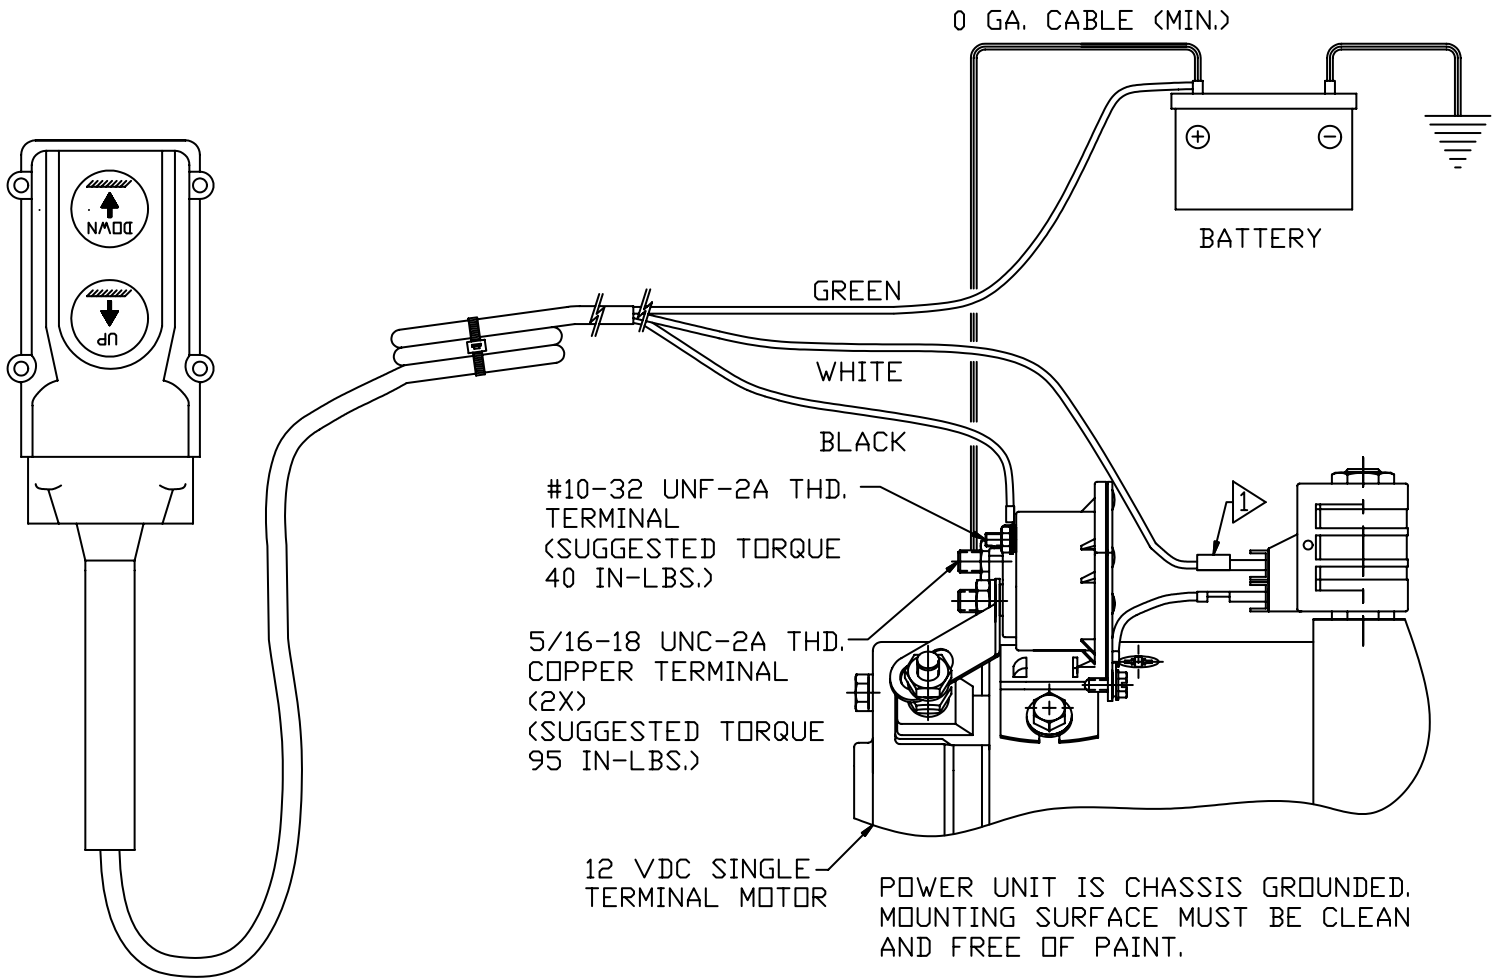 0 GA. CABLE (MIN.)
+
-
BATTERY
DOWN
UP
GREEN
WHITE
BLACK
#10-32 UNF-2A THD.
TERMINAL
(SUGGESTED TORQUE
40 IN-LBS.)
1
5/16-18 UNC-2A THD.
COPPER TERMINAL
(2X)
(SUGGESTED TORQUE
95 IN-LBS.)
12 VDC SINGLE
TERMINAL MOTOR
POWER UNIT IS CHASSIS GROUNDED.
MOUNTING SURFACE MUST BE CLEAN
AND FREE OF PAINT.